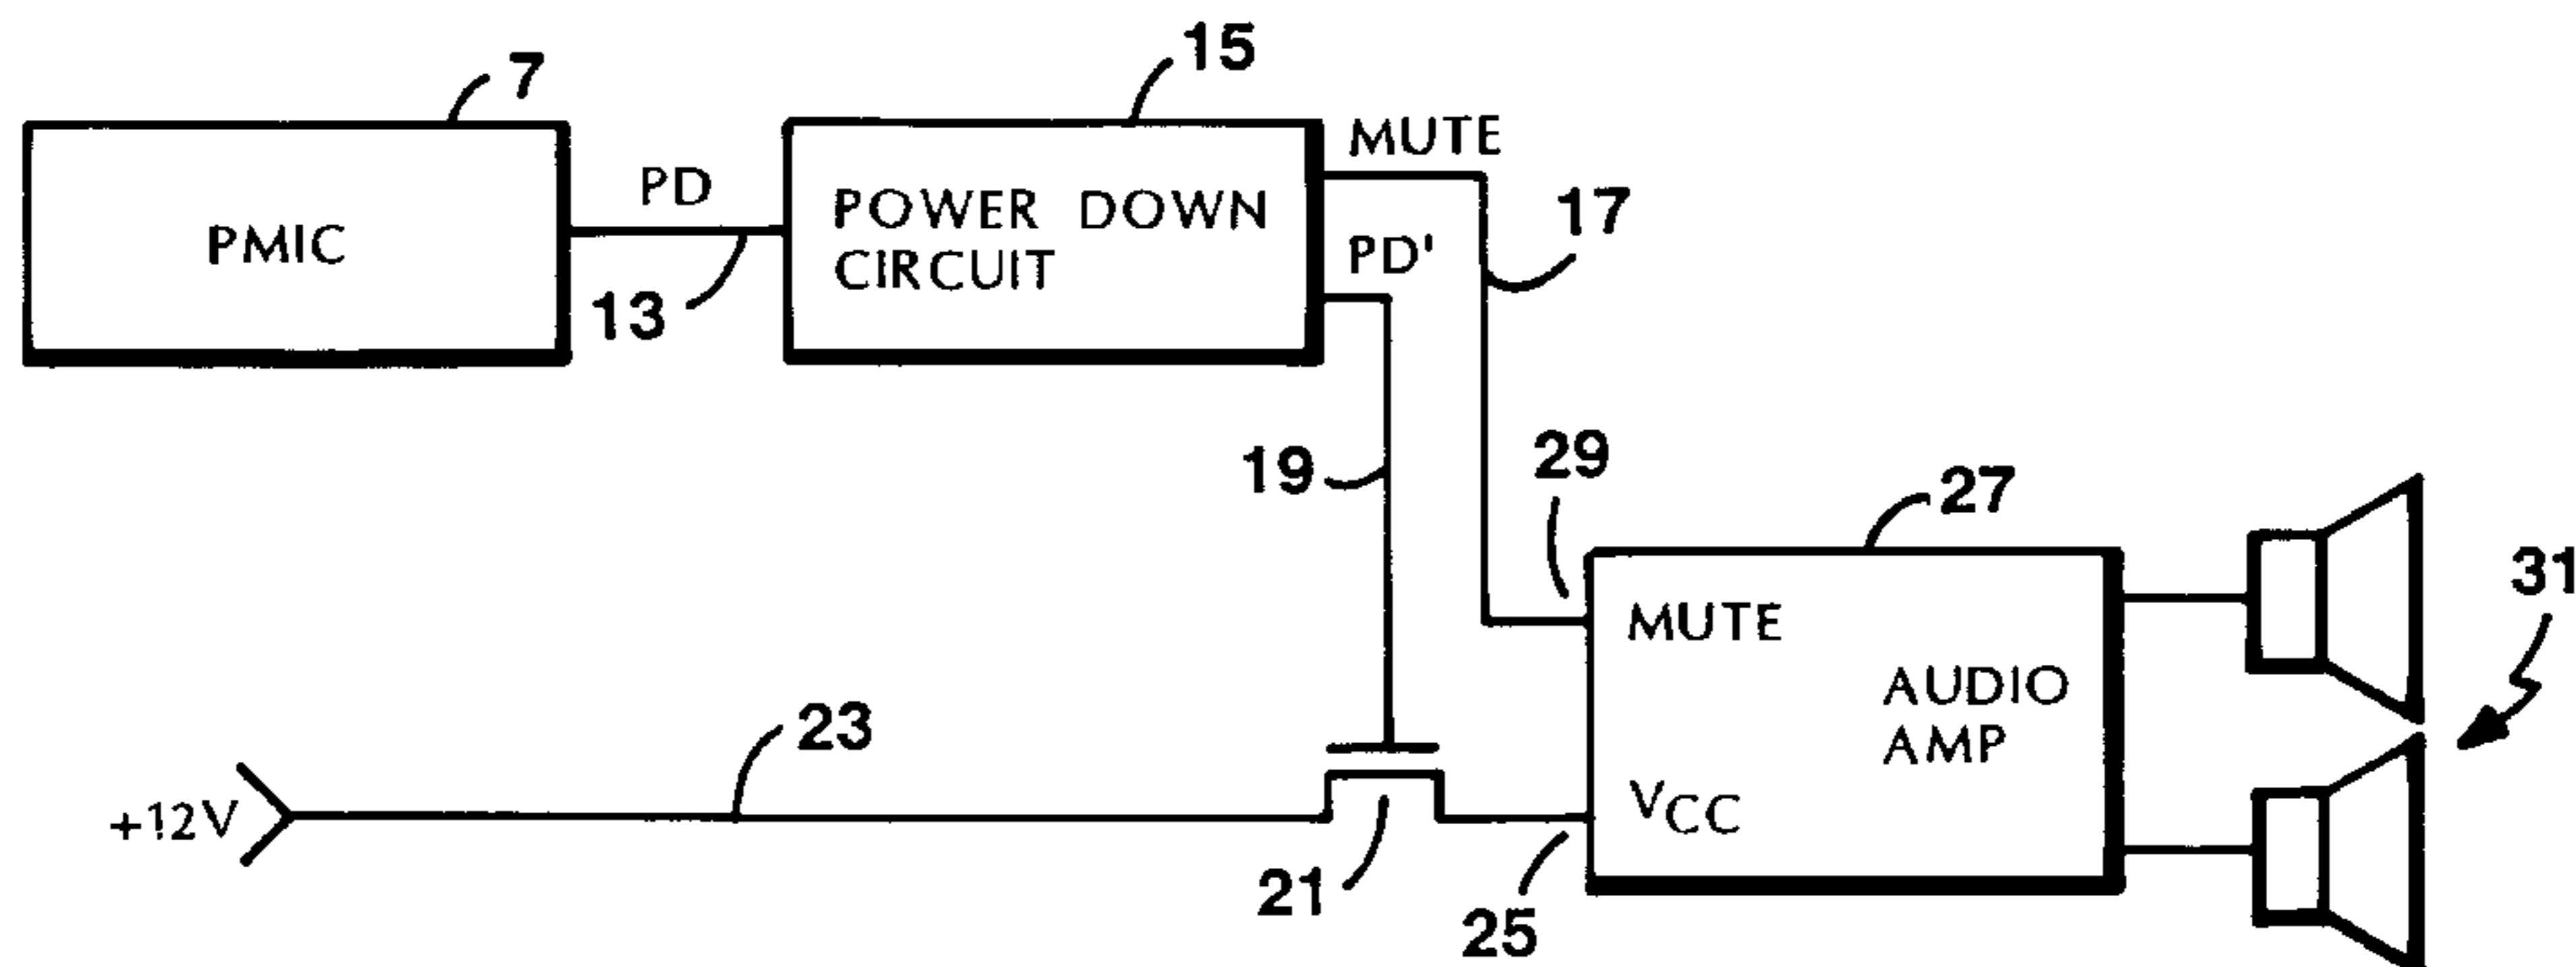 7
15
PMIC
PD
13
POWER DOWN
CIRCUIT
MUTE
PD'
17
19
29
27
31
MUTE
AUDIO
AMP
VCC
+12V
23
21
25